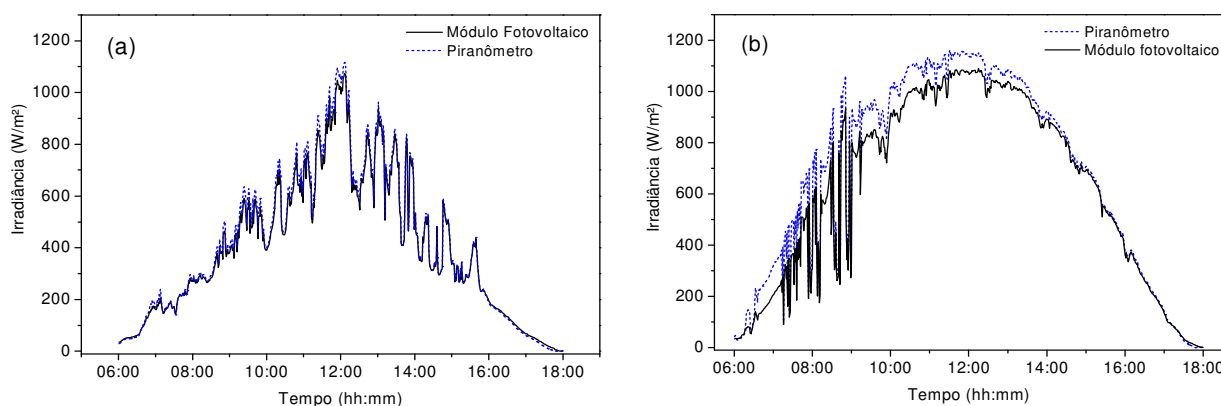 (a)
Módulo Fotovoltaico
Piranômetro
Irradiância (W/m²)
1200
1000
800
600
400
200
0
06:00 08:00 10:00 12:00 14:00 16:00 18:00
Tempo (hh:mm)
(b)
Piranômetro
Módulo fotovoltaico
Irradiância (W/m²)
1200
1000
800
600
400
200
0
06:00 08:00 10:00 12:00 14:00 16:00 18:00
Tempo (hh:mm)